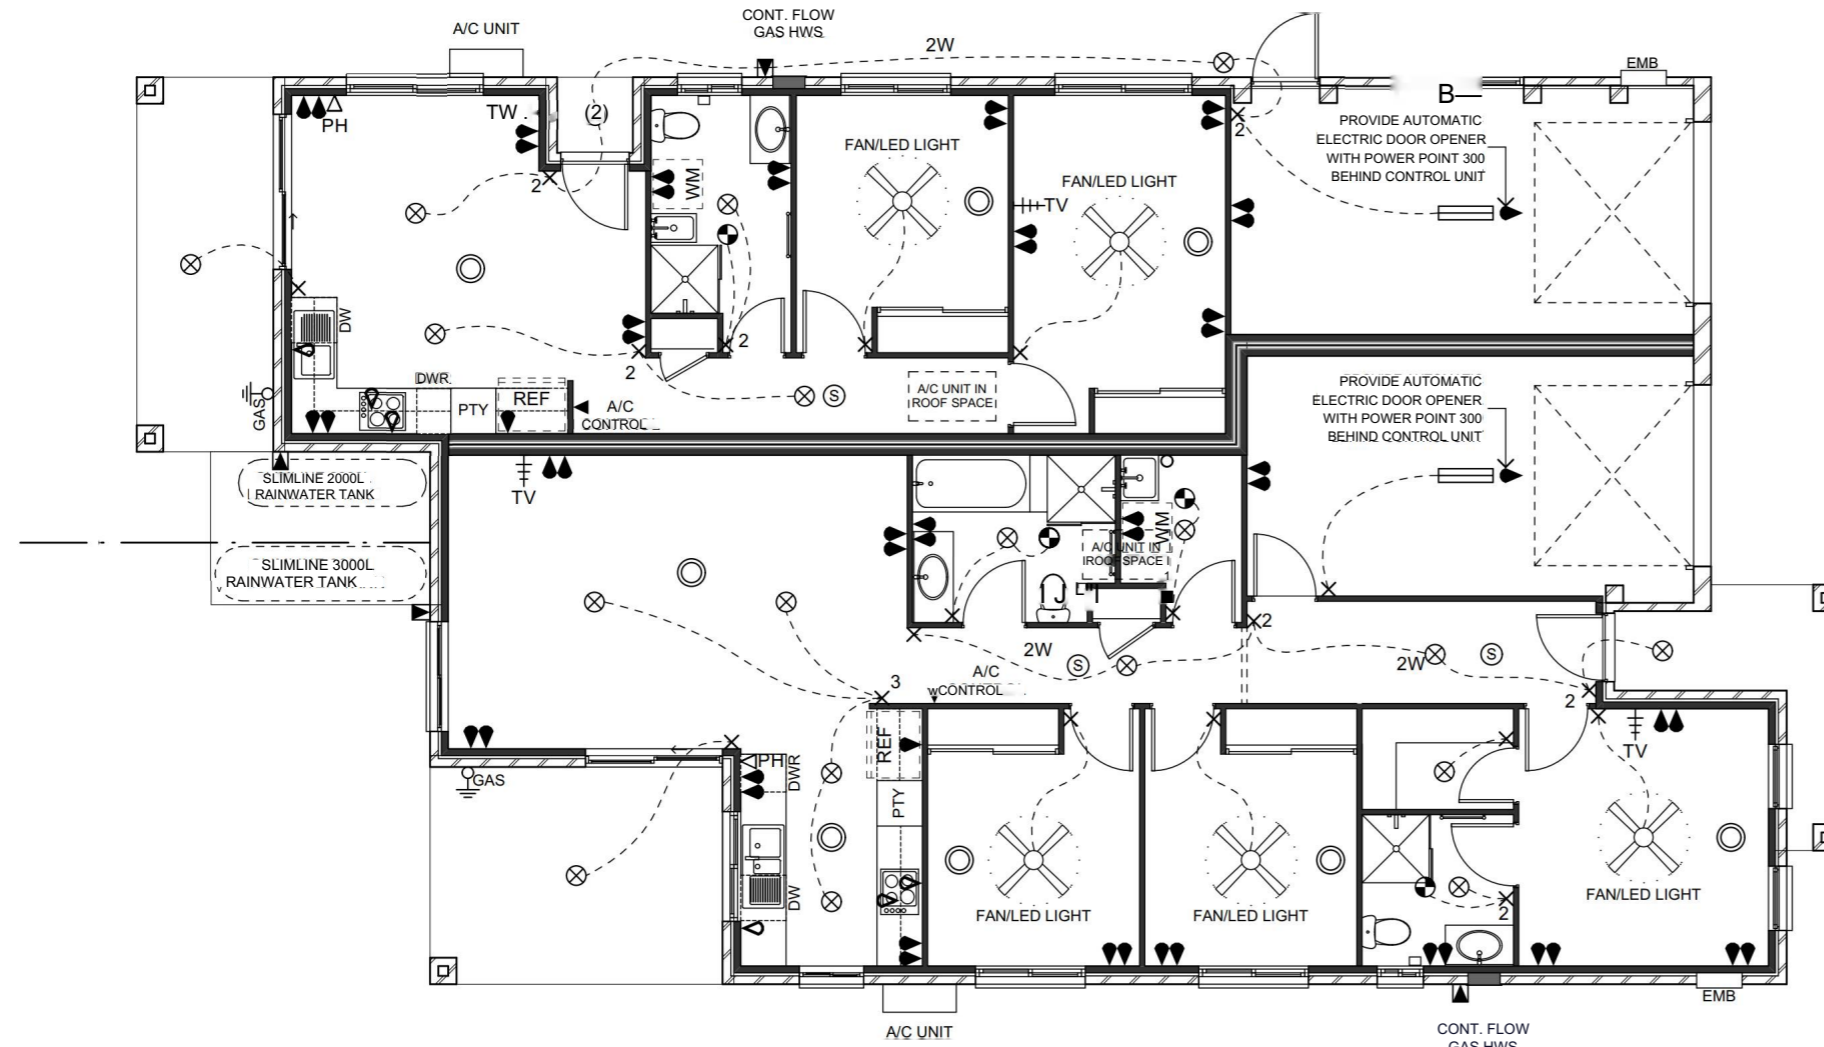 CONT. FLOW
GAS HWS
A/C UNIT
2W
EMB
TW
(2)
PH
B
PROVIDE AUTOMATIC
ELECTRIC DOOR OPENER
WITH POWER POINT 300
BEHIND CONTROL UNIT
2
FAN/LED LIGHT
FAN/LED LIGHT
WM
2
TV
DW
2
2
DWR
REF
PTY
A/C
CONTROL
A/C UNIT IN
ROOF SPACE
GAS
PROVIDE AUTOMATIC
ELECTRIC DOOR OPENER
WITH POWER POINT 300
BEHIND CONTROL UNIT
S
SLIMLINE 2000L
RAINWATER TANK
TV
WM
A/C UNIT IN
ROOF SPACE
SLIMLINE 3000L
RAINWATER TANK
2
2W
S
2W
S
A/C
CONTROL
3
2
TV
REF
PH
DWR
GAS
PTY
DW
FAN/LED LIGHT
FAN/LED LIGHT
FAN/LED LIGHT
2
EMB
A/C UNIT
CONT. FLOW
GAS HWS